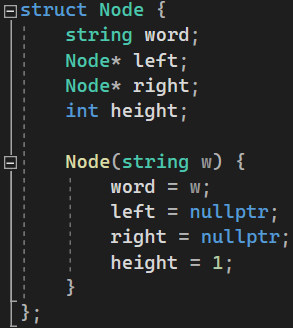 struct Node {
    string word;
    Node* left;
    Node* right;
    int height;

    Node(string w) {
        word = w;
        left = nullptr;
        right = nullptr;
        height = 1;
    }
};